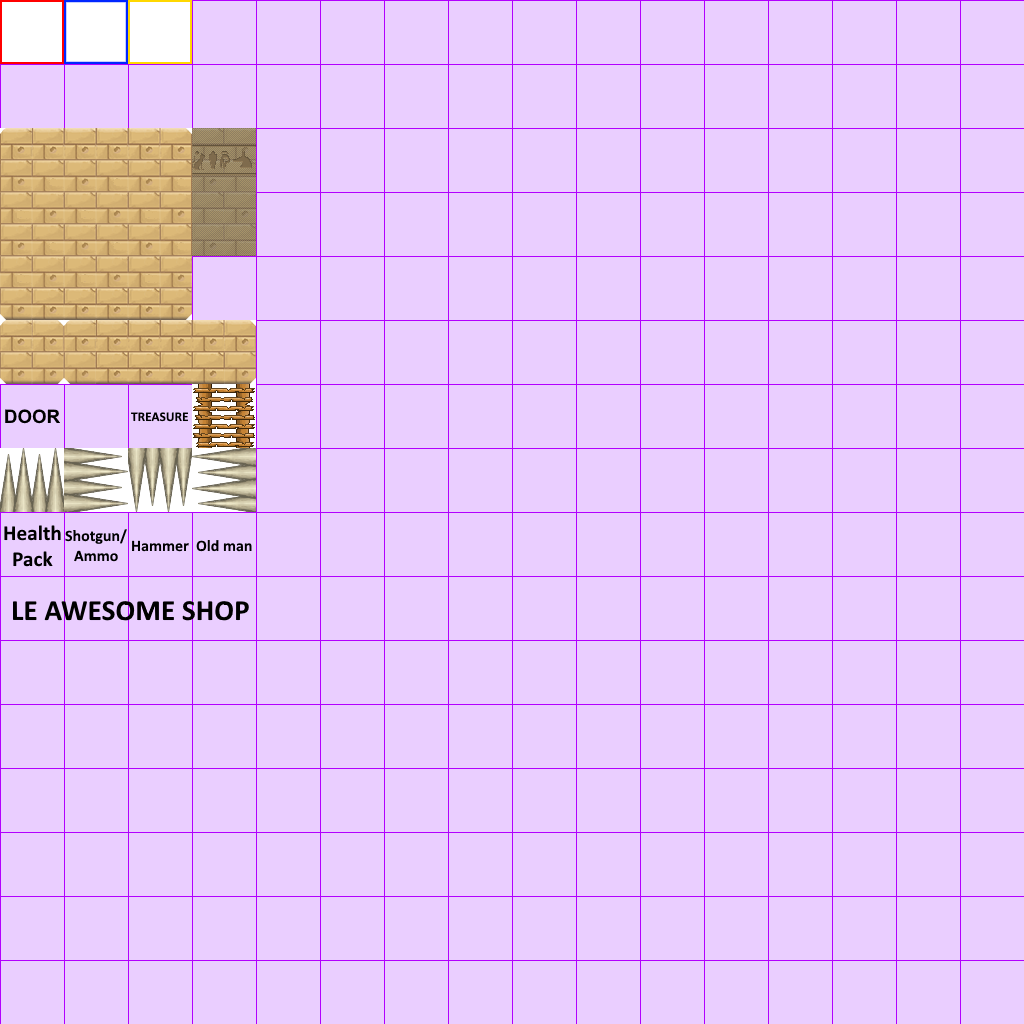 DOOR
TREASURE
Health
Pack
Shotgun/
Ammo
Hammer
Old man
LE AWESOME SHOP